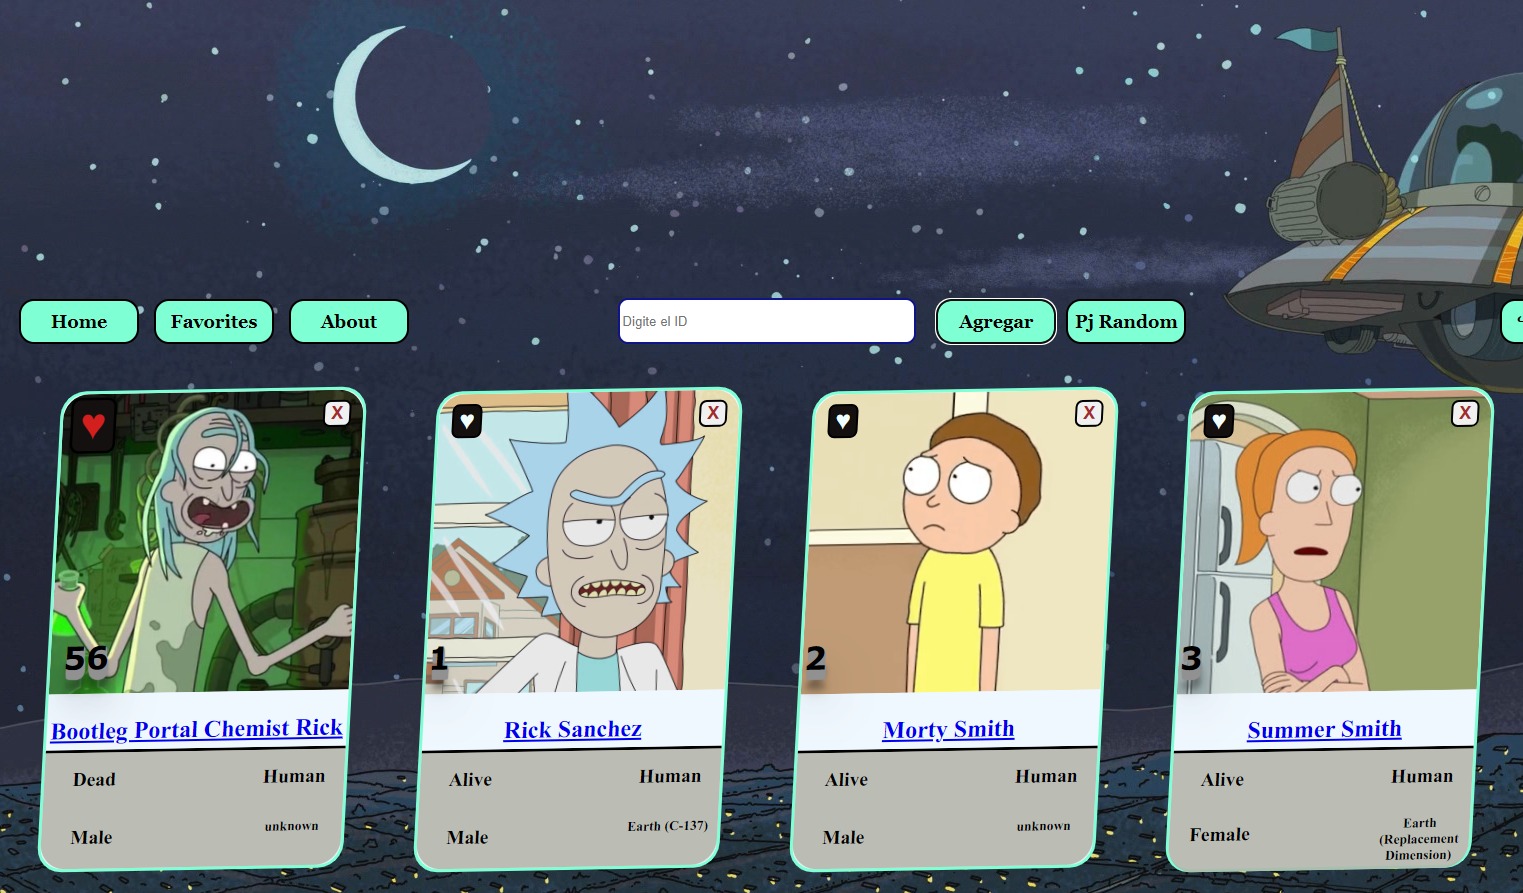 Home Favorites About Digite el ID Agregar Pj Random
♥ X ♥ X ♥ X ♥ X
56 1 2 3
Bootleg Portal Chemist Rick Rick Sanchez Morty Smith Summer Smith
Dead Human Alive Human Alive Human Alive Human
Male unknown Male Earth (C-137) Male unknown Female Earth
(Replacement
Dimension)